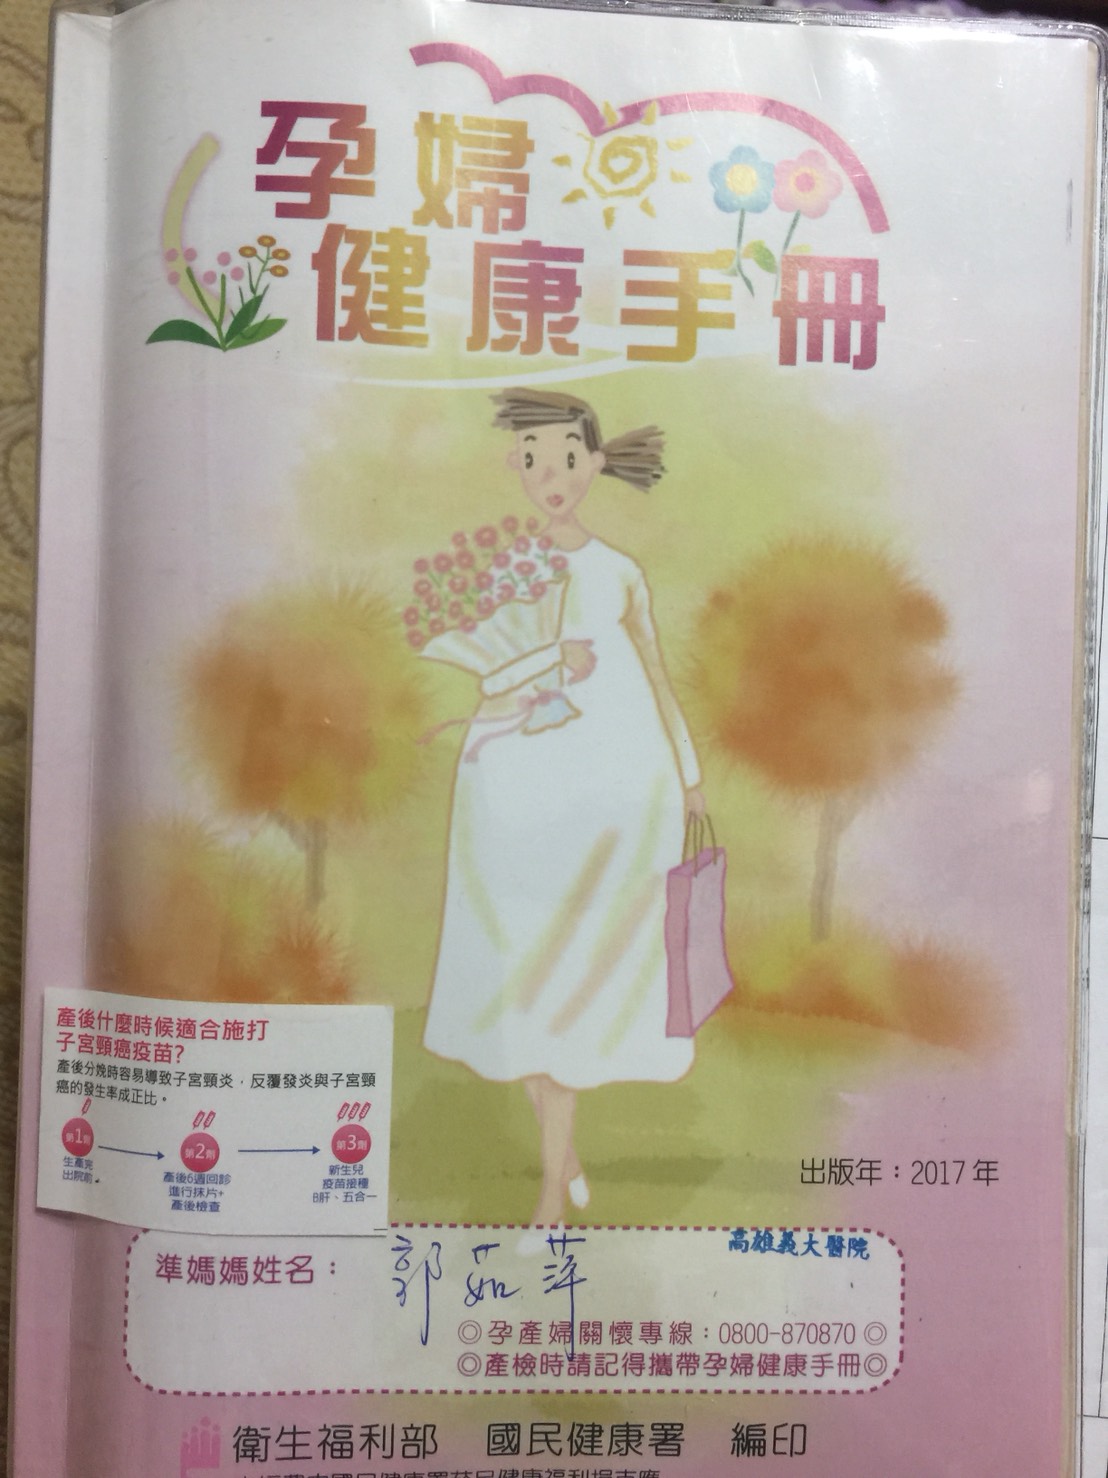 孕婦
健康手冊
產後什麼時候適合施打
子宮頸癌疫苗?
產後分娩時容易導致子宮頸炎，反覆發炎與子宮頸
癌的發生率成正比。
第1劑
生產完
出院前
第2劑
產後6週回診
進行抹片+
產後檢查
第3劑
新生兒
疫苗接種
B肝、五合一
出版年：2017年
高雄義大醫院
準媽媽姓名：郭茹萍
◎孕產婦關懷專線：0800-870870◎
◎產檢時請記得攜帶孕婦健康手冊◎
衛生福利部 國民健康署 編印